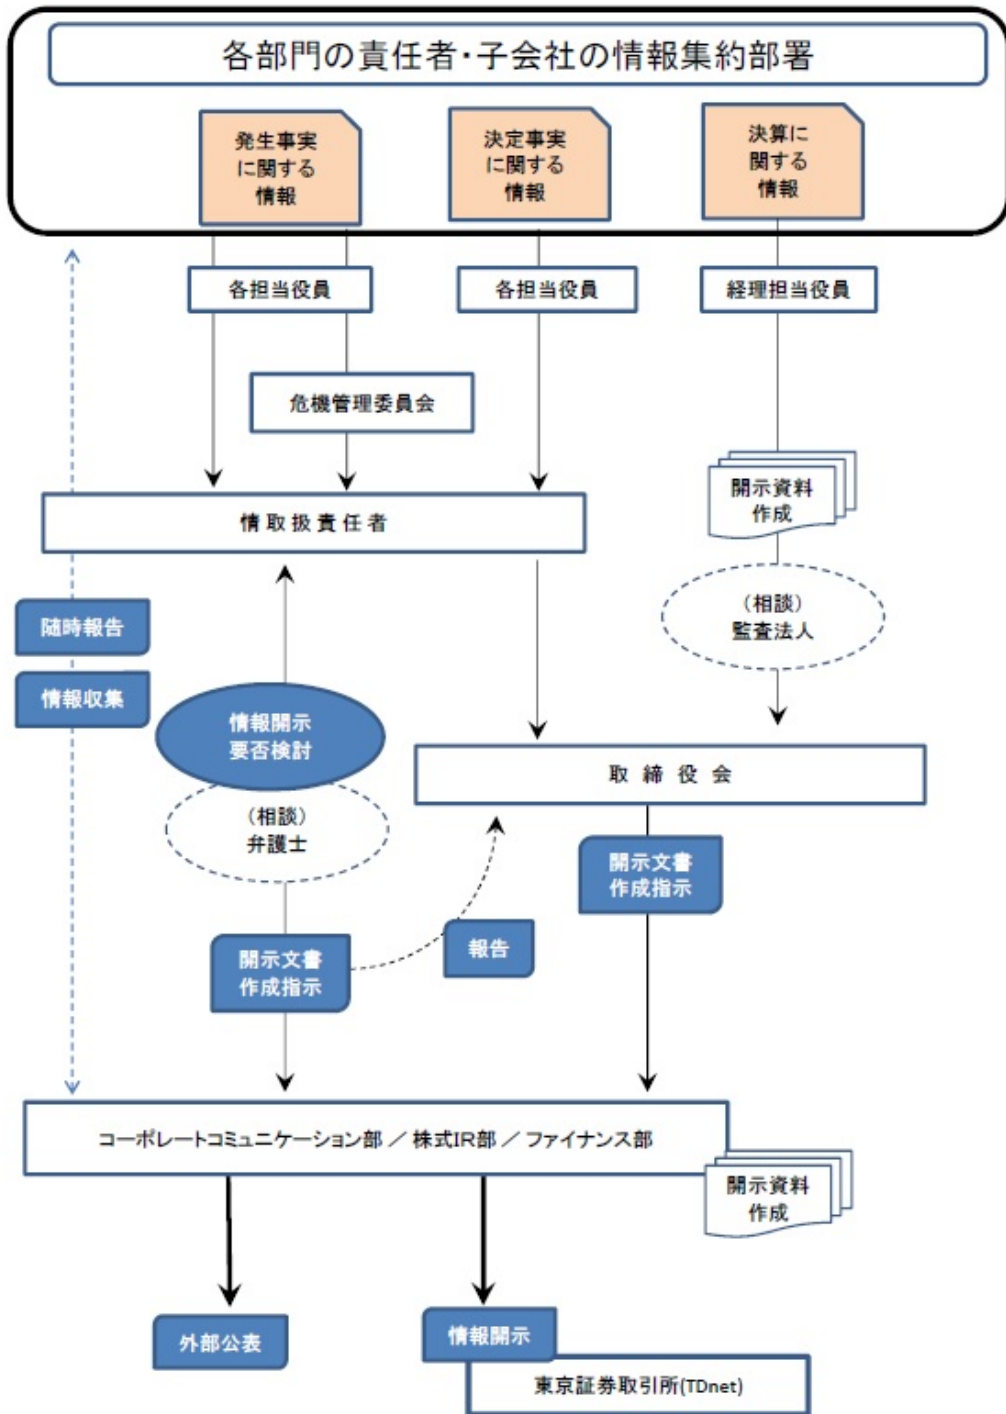 各部門の責任者・子会社の情報集約部署
発生事実
に関する
情報
決定事実
に関する
情報
決算に
関する
情報
各担当役員
各担当役員
経理担当役員
危機管理委員会
開示資料
作成
情取扱責任者
(相談)
監査法人
随時報告
情報収集
情報開示
要否検討
取締役会
(相談)
弁護士
開示文書
作成指示
報告
開示文書
作成指示
コーポレートコミュニケーション部 / 株式IR部 / ファイナンス部
開示資料
作成
外部公表
情報開示
東京証券取引所(TDnet)